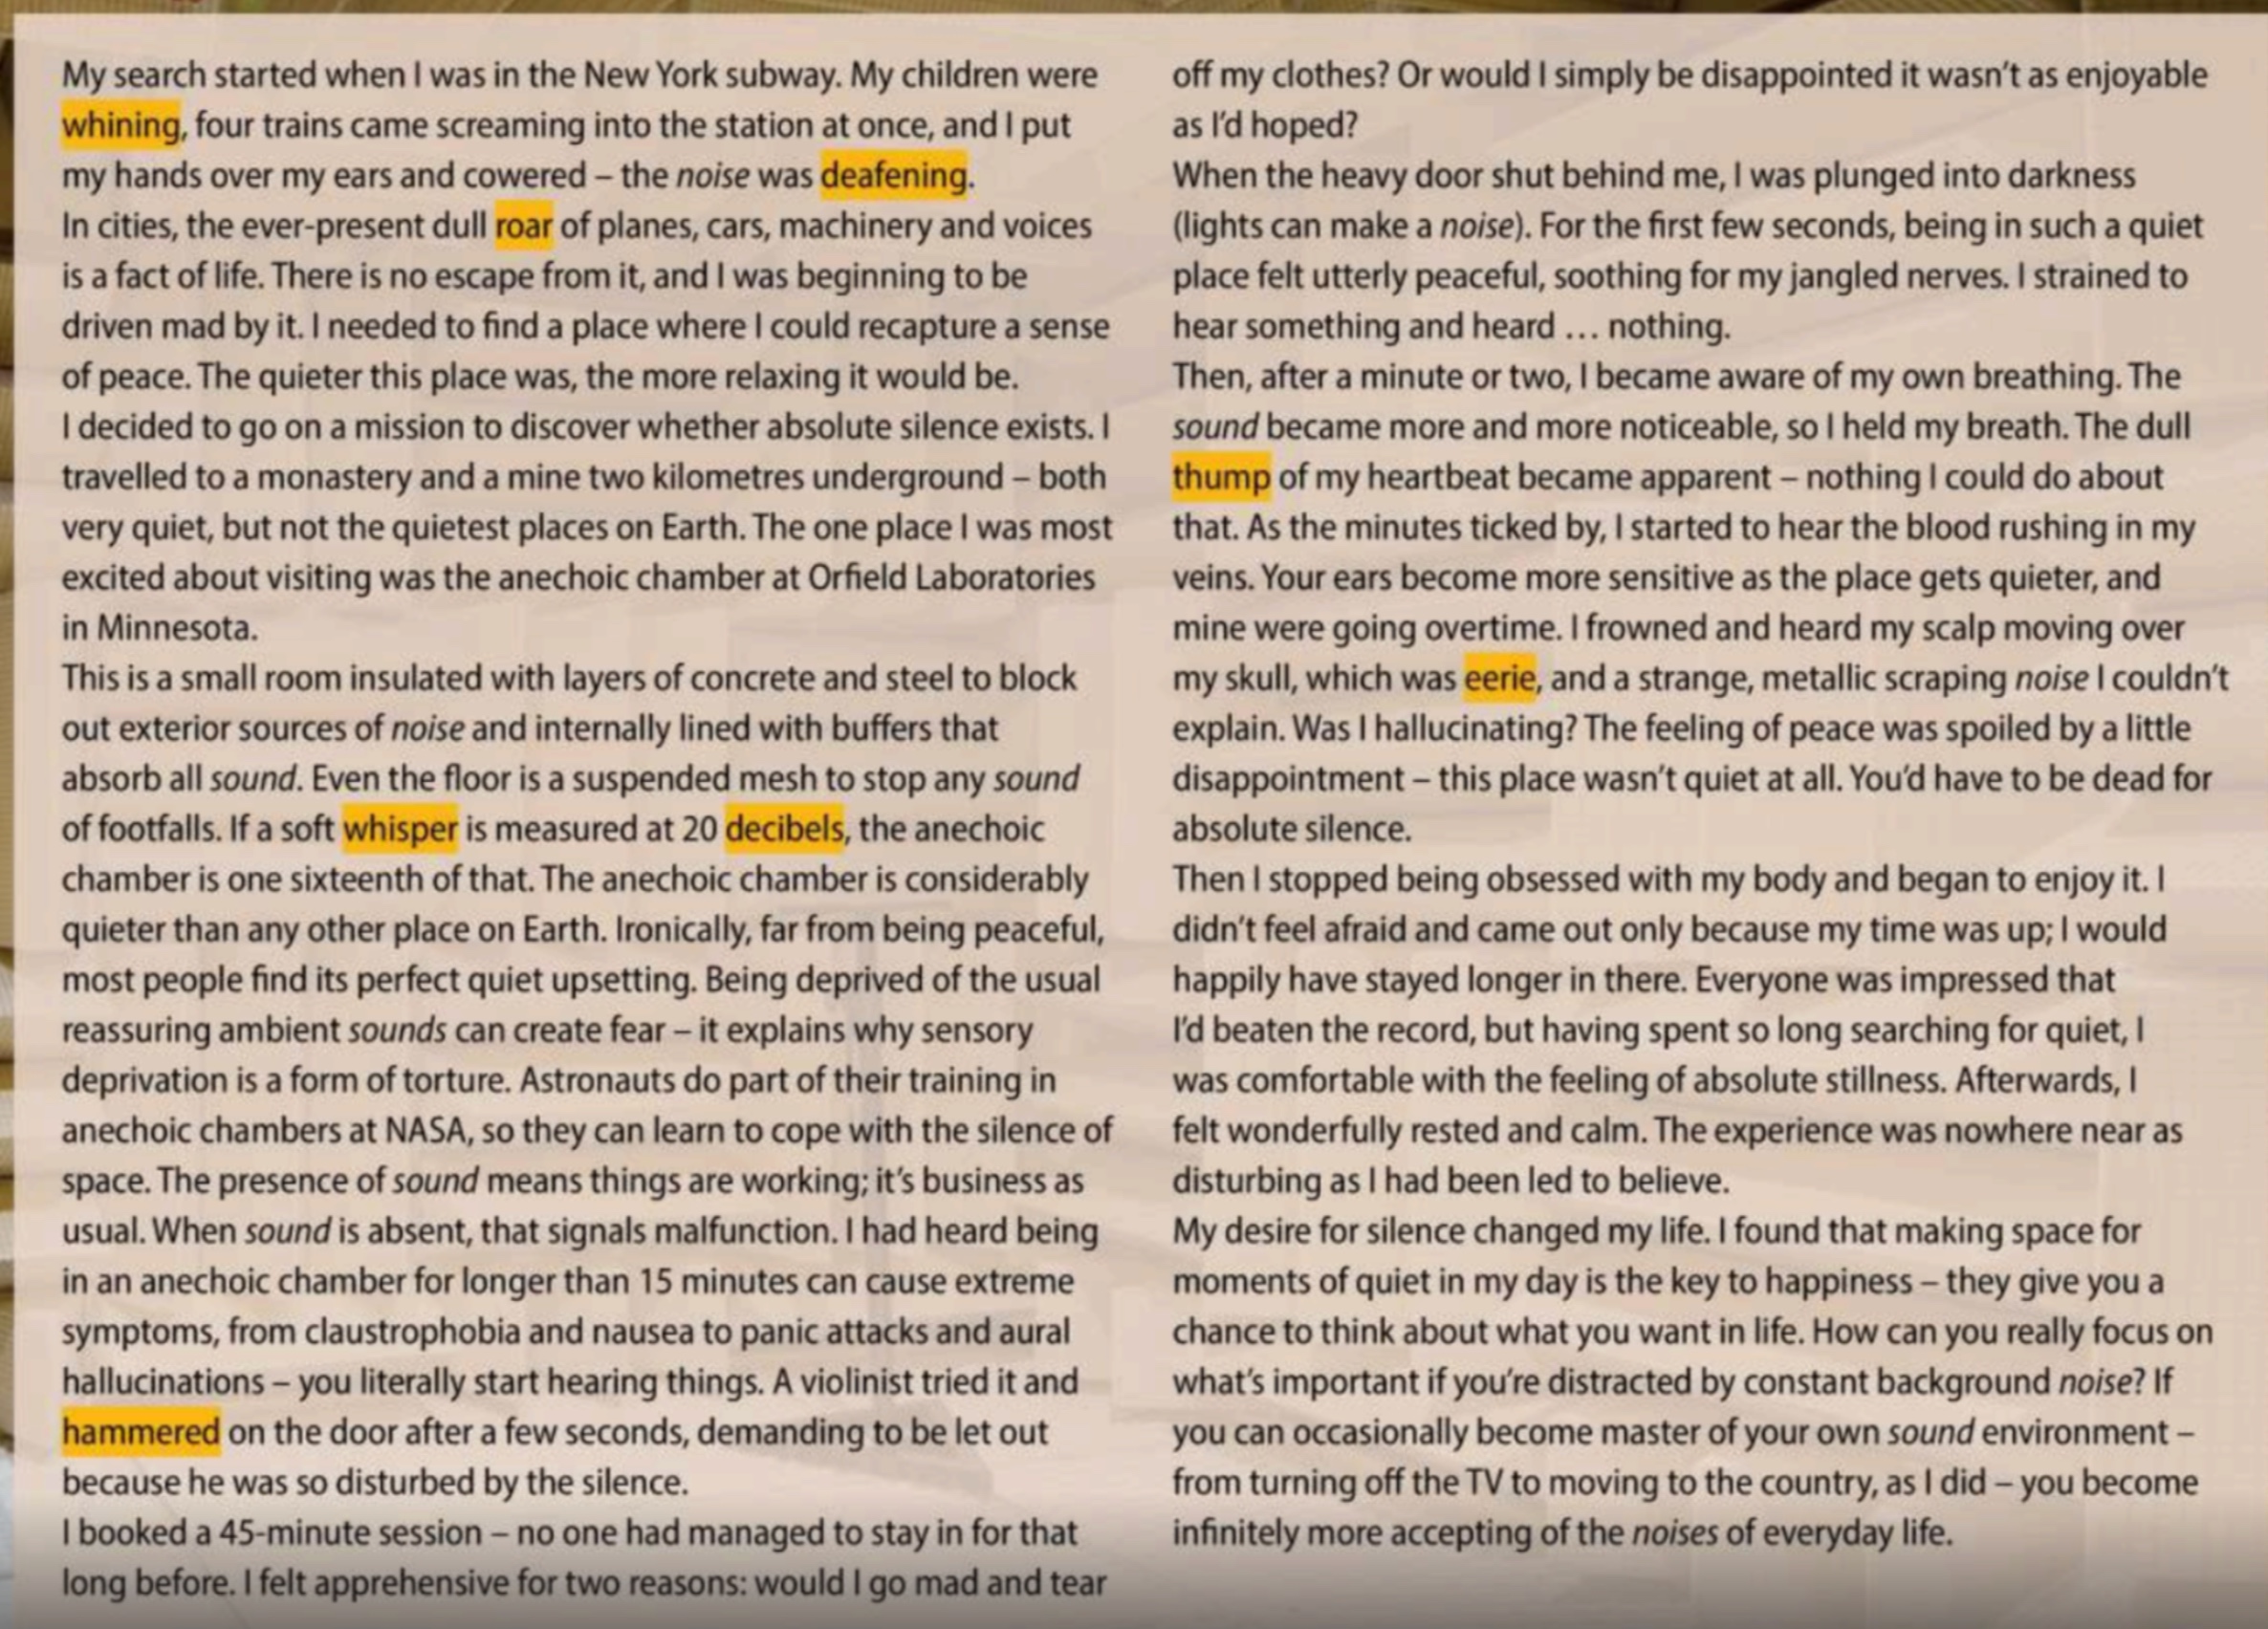 My search started when I was in the New York subway. My children were
whining, four trains came screaming into the station at once, and I put
my hands over my ears and cowered – the noise was deafening.
In cities, the ever-present dull roar of planes, cars, machinery and voices
is a fact of life. There is no escape from it, and I was beginning to be
driven mad by it. I needed to find a place where I could recapture a sense
of peace. The quieter this place was, the more relaxing it would be.
I decided to go on a mission to discover whether absolute silence exists. I
travelled to a monastery and a mine two kilometres underground – both
very quiet, but not the quietest places on Earth. The one place I was most
excited about visiting was the anechoic chamber at Orfield Laboratories
in Minnesota.
This is a small room insulated with layers of concrete and steel to block
out exterior sources of noise and internally lined with buffers that
absorb all sound. Even the floor is a suspended mesh to stop any sound
of footfalls. If a soft whisper is measured at 20 decibels, the anechoic
chamber is one sixteenth of that. The anechoic chamber is considerably
quieter than any other place on Earth. Ironically, far from being peaceful,
most people find its perfect quiet upsetting. Being deprived of the usual
reassuring ambient sounds can create fear – it explains why sensory
deprivation is a form of torture. Astronauts do part of their training in
anechoic chambers at NASA, so they can learn to cope with the silence of
space. The presence of sound means things are working; it's business as
usual. When sound is absent, that signals malfunction. I had heard being
in an anechoic chamber for longer than 15 minutes can cause extreme
symptoms, from claustrophobia and nausea to panic attacks and aural
hallucinations – you literally start hearing things. A violinist tried it and
hammered on the door after a few seconds, demanding to be let out
because he was so disturbed by the silence.
I booked a 45-minute session – no one had managed to stay in for that
long before. I felt apprehensive for two reasons: would I go mad and tear
off my clothes? Or would I simply be disappointed it wasn't as enjoyable
as I'd hoped?
When the heavy door shut behind me, I was plunged into darkness
(lights can make a noise). For the first few seconds, being in such a quiet
place felt utterly peaceful, soothing for my jangled nerves. I strained to
hear something and heard … nothing.
Then, after a minute or two, I became aware of my own breathing. The
sound became more and more noticeable, so I held my breath. The dull
thump of my heartbeat became apparent – nothing I could do about
that. As the minutes ticked by, I started to hear the blood rushing in my
veins. Your ears become more sensitive as the place gets quieter, and
mine were going overtime. I frowned and heard my scalp moving over
my skull, which was eerie, and a strange, metallic scraping noise I couldn't
explain. Was I hallucinating? The feeling of peace was spoiled by a little
disappointment – this place wasn't quiet at all. You'd have to be dead for
absolute silence.
Then I stopped being obsessed with my body and began to enjoy it. I
didn't feel afraid and came out only because my time was up; I would
happily have stayed longer in there. Everyone was impressed that
I'd beaten the record, but having spent so long searching for quiet, I
was comfortable with the feeling of absolute stillness. Afterwards, I
felt wonderfully rested and calm. The experience was nowhere near as
disturbing as I had been led to believe.
My desire for silence changed my life. I found that making space for
moments of quiet in my day is the key to happiness – they give you a
chance to think about what you want in life. How can you really focus on
what's important if you're distracted by constant background noise? If
you can occasionally become master of your own sound environment –
from turning off the TV to moving to the country, as I did – you become
infinitely more accepting of the noises of everyday life.